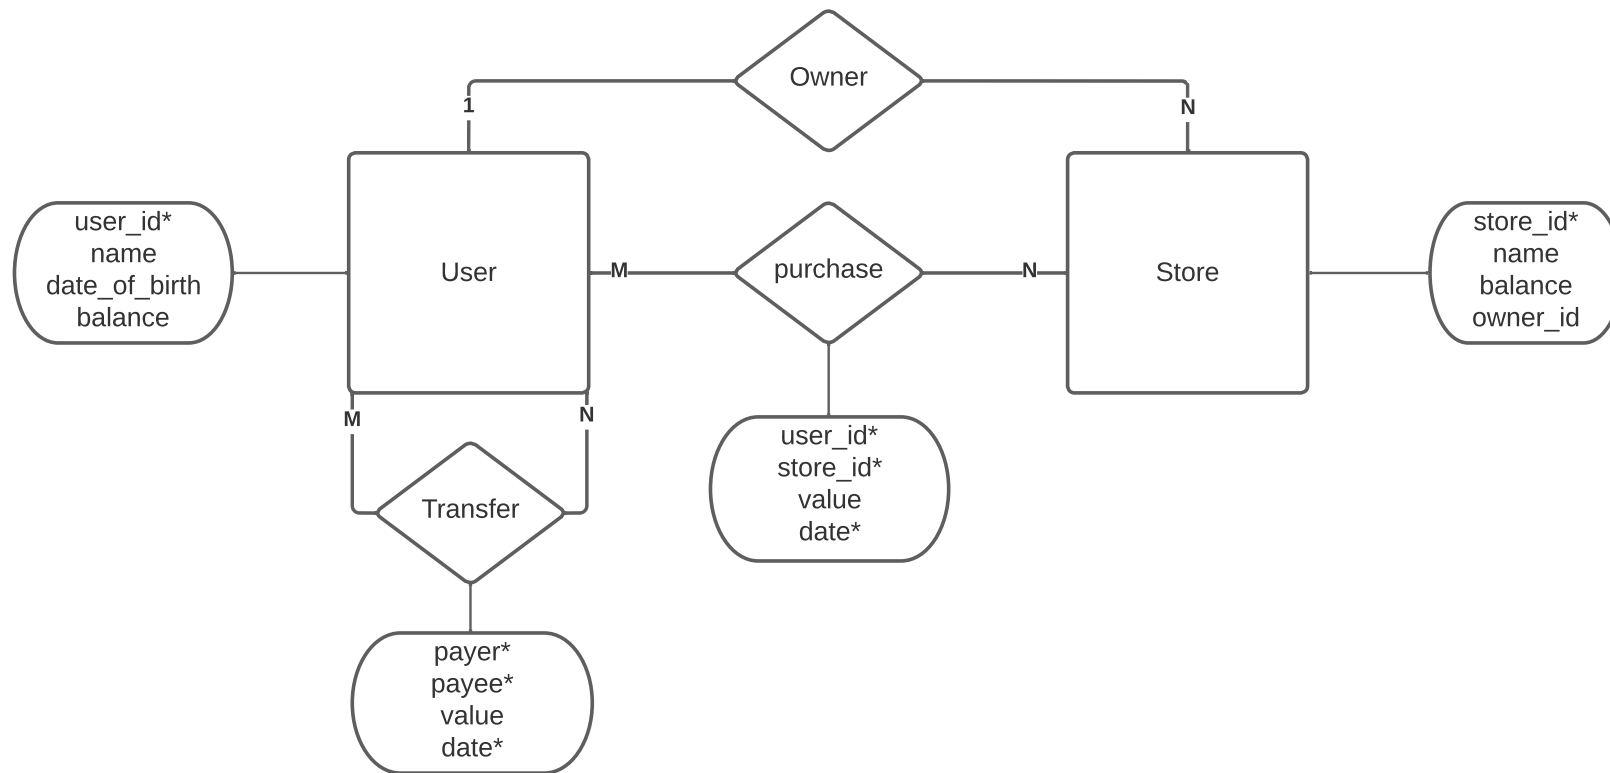 Owner
1
N
user_id*
name
date_of_birth
balance
User
M
purchase
N
Store
store_id*
name
balance
owner_id
M
N
Transfer
user_id*
store_id*
value
date*
payer*
payee*
value
date*